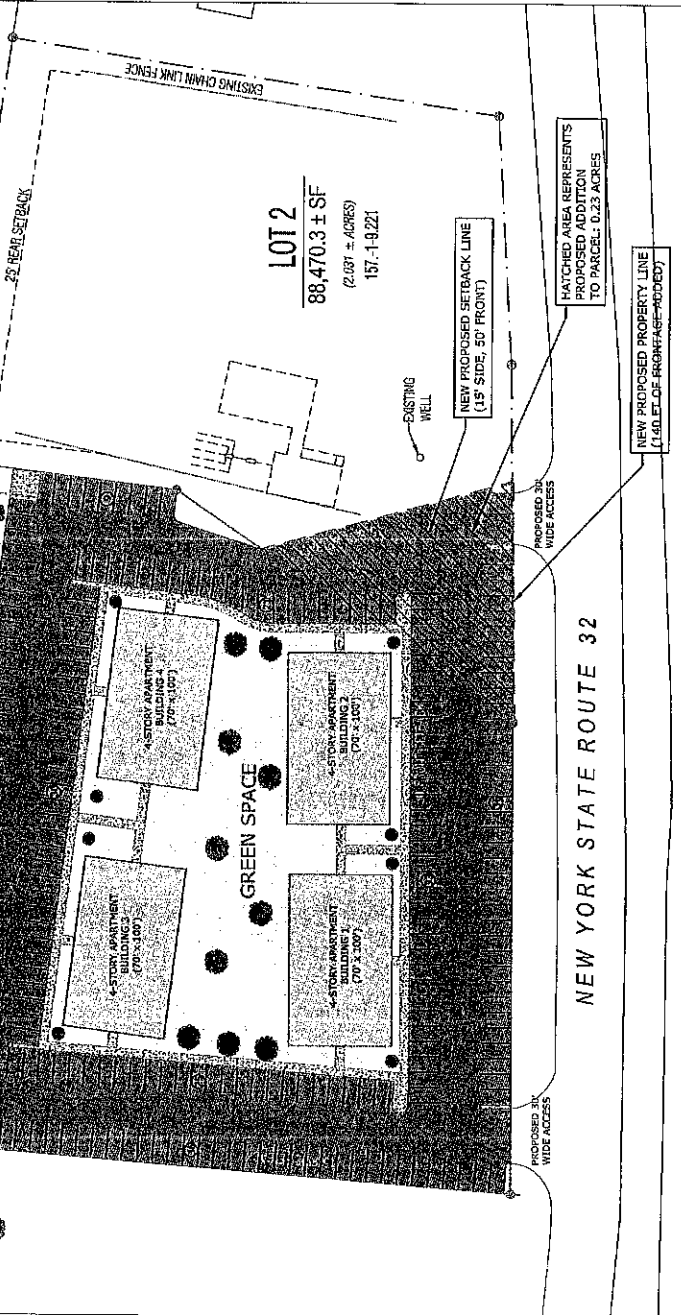 EXISTING CHAIN LINK FENCE
25' REAR SETBACK
LOT 2
88,470.3 ± SF
(2.031 ± ACRES)
157.-1-9.221
EXISTING
WELL
NEW PROPOSED SETBACK LINE
(15' SIDE, 50' FRONT)
HATCHED AREA REPRESENTS
PROPOSED ADDITION
TO PARCEL: 0.23 ACRES
NEW PROPOSED PROPERTY LINE
(140 FT OF FRONTAGE ADDED)
PROPOSED 30'
WIDE ACCESS
4-STORY APARTMENT
BUILDING 4
(70' x 100')
4-STORY APARTMENT
BUILDING 2
(70' x 100')
GREEN SPACE
4-STORY APARTMENT
BUILDING 3
(70' x 100')
4-STORY APARTMENT
BUILDING 1
(70' x 100')
PROPOSED 30'
WIDE ACCESS
NEW YORK STATE ROUTE 32